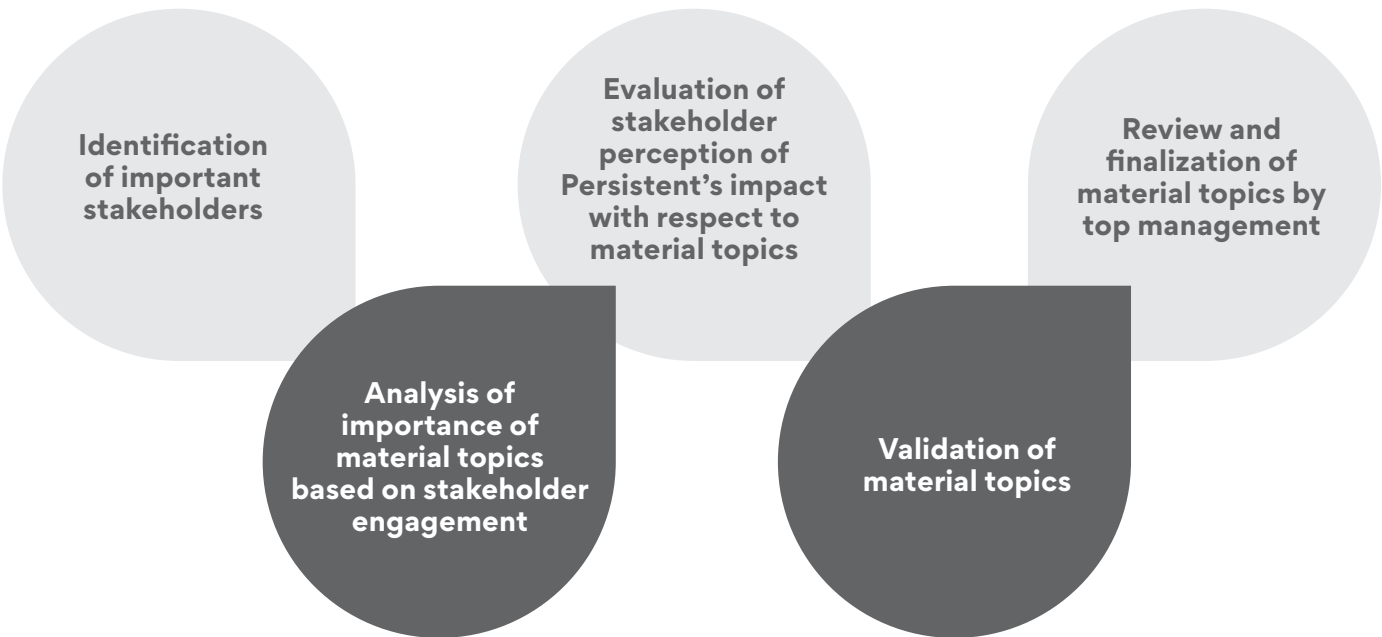 Identification
of important
stakeholders
Analysis of
importance of
material topics
based on stakeholder
engagement
Evaluation of
stakeholder
perception of
Persistent’s impact
with respect to
material topics
Validation of
material topics
Review and
finalization of
material topics by
top management